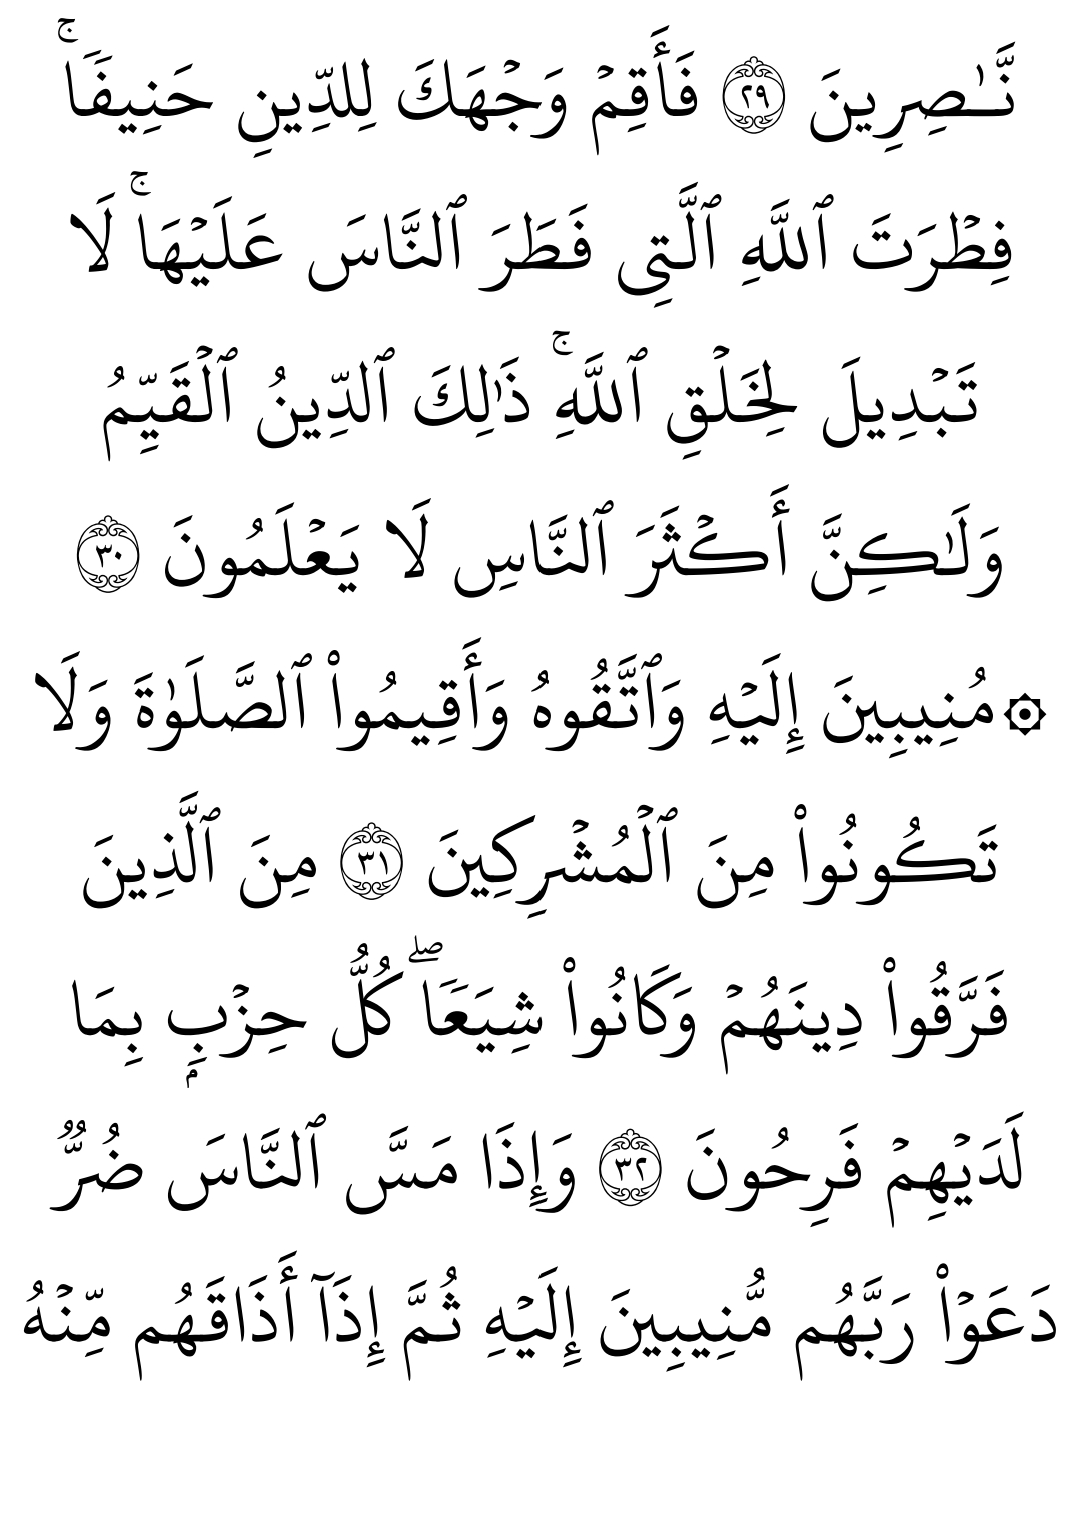 نَّـٰصِرِينَ ٢٩ فَأَقِمۡ وَجۡهَكَ لِلدِّينِ حَنِيفٗاۚ
فِطۡرَتَ ٱللَّهِ ٱلَّتِي فَطَرَ ٱلنَّاسَ عَلَيۡهَاۚ لَا
تَبۡدِيلَ لِخَلۡقِ ٱللَّهِۚ ذَٰلِكَ ٱلدِّينُ ٱلۡقَيِّمُ
وَلَٰكِنَّ أَكۡثَرَ ٱلنَّاسِ لَا يَعۡلَمُونَ ٣٠
۞ مُنِيبِينَ إِلَيۡهِ وَٱتَّقُوهُ وَأَقِيمُواْ ٱلصَّلَوٰةَ وَلَا
تَكُونُواْ مِنَ ٱلۡمُشۡرِكِينَ ٣١ مِنَ ٱلَّذِينَ
فَرَّقُواْ دِينَهُمۡ وَكَانُواْ شِيَعٗاۖ كُلُّ حِزۡبِۭ بِمَا
لَدَيۡهِمۡ فَرِحُونَ ٣٢ وَإِذَا مَسَّ ٱلنَّاسَ ضُرّٞ
دَعَوۡاْ رَبَّهُم مُّنِيبِينَ إِلَيۡهِ ثُمَّ إِذَآ أَذَاقَهُم مِّنۡهُ